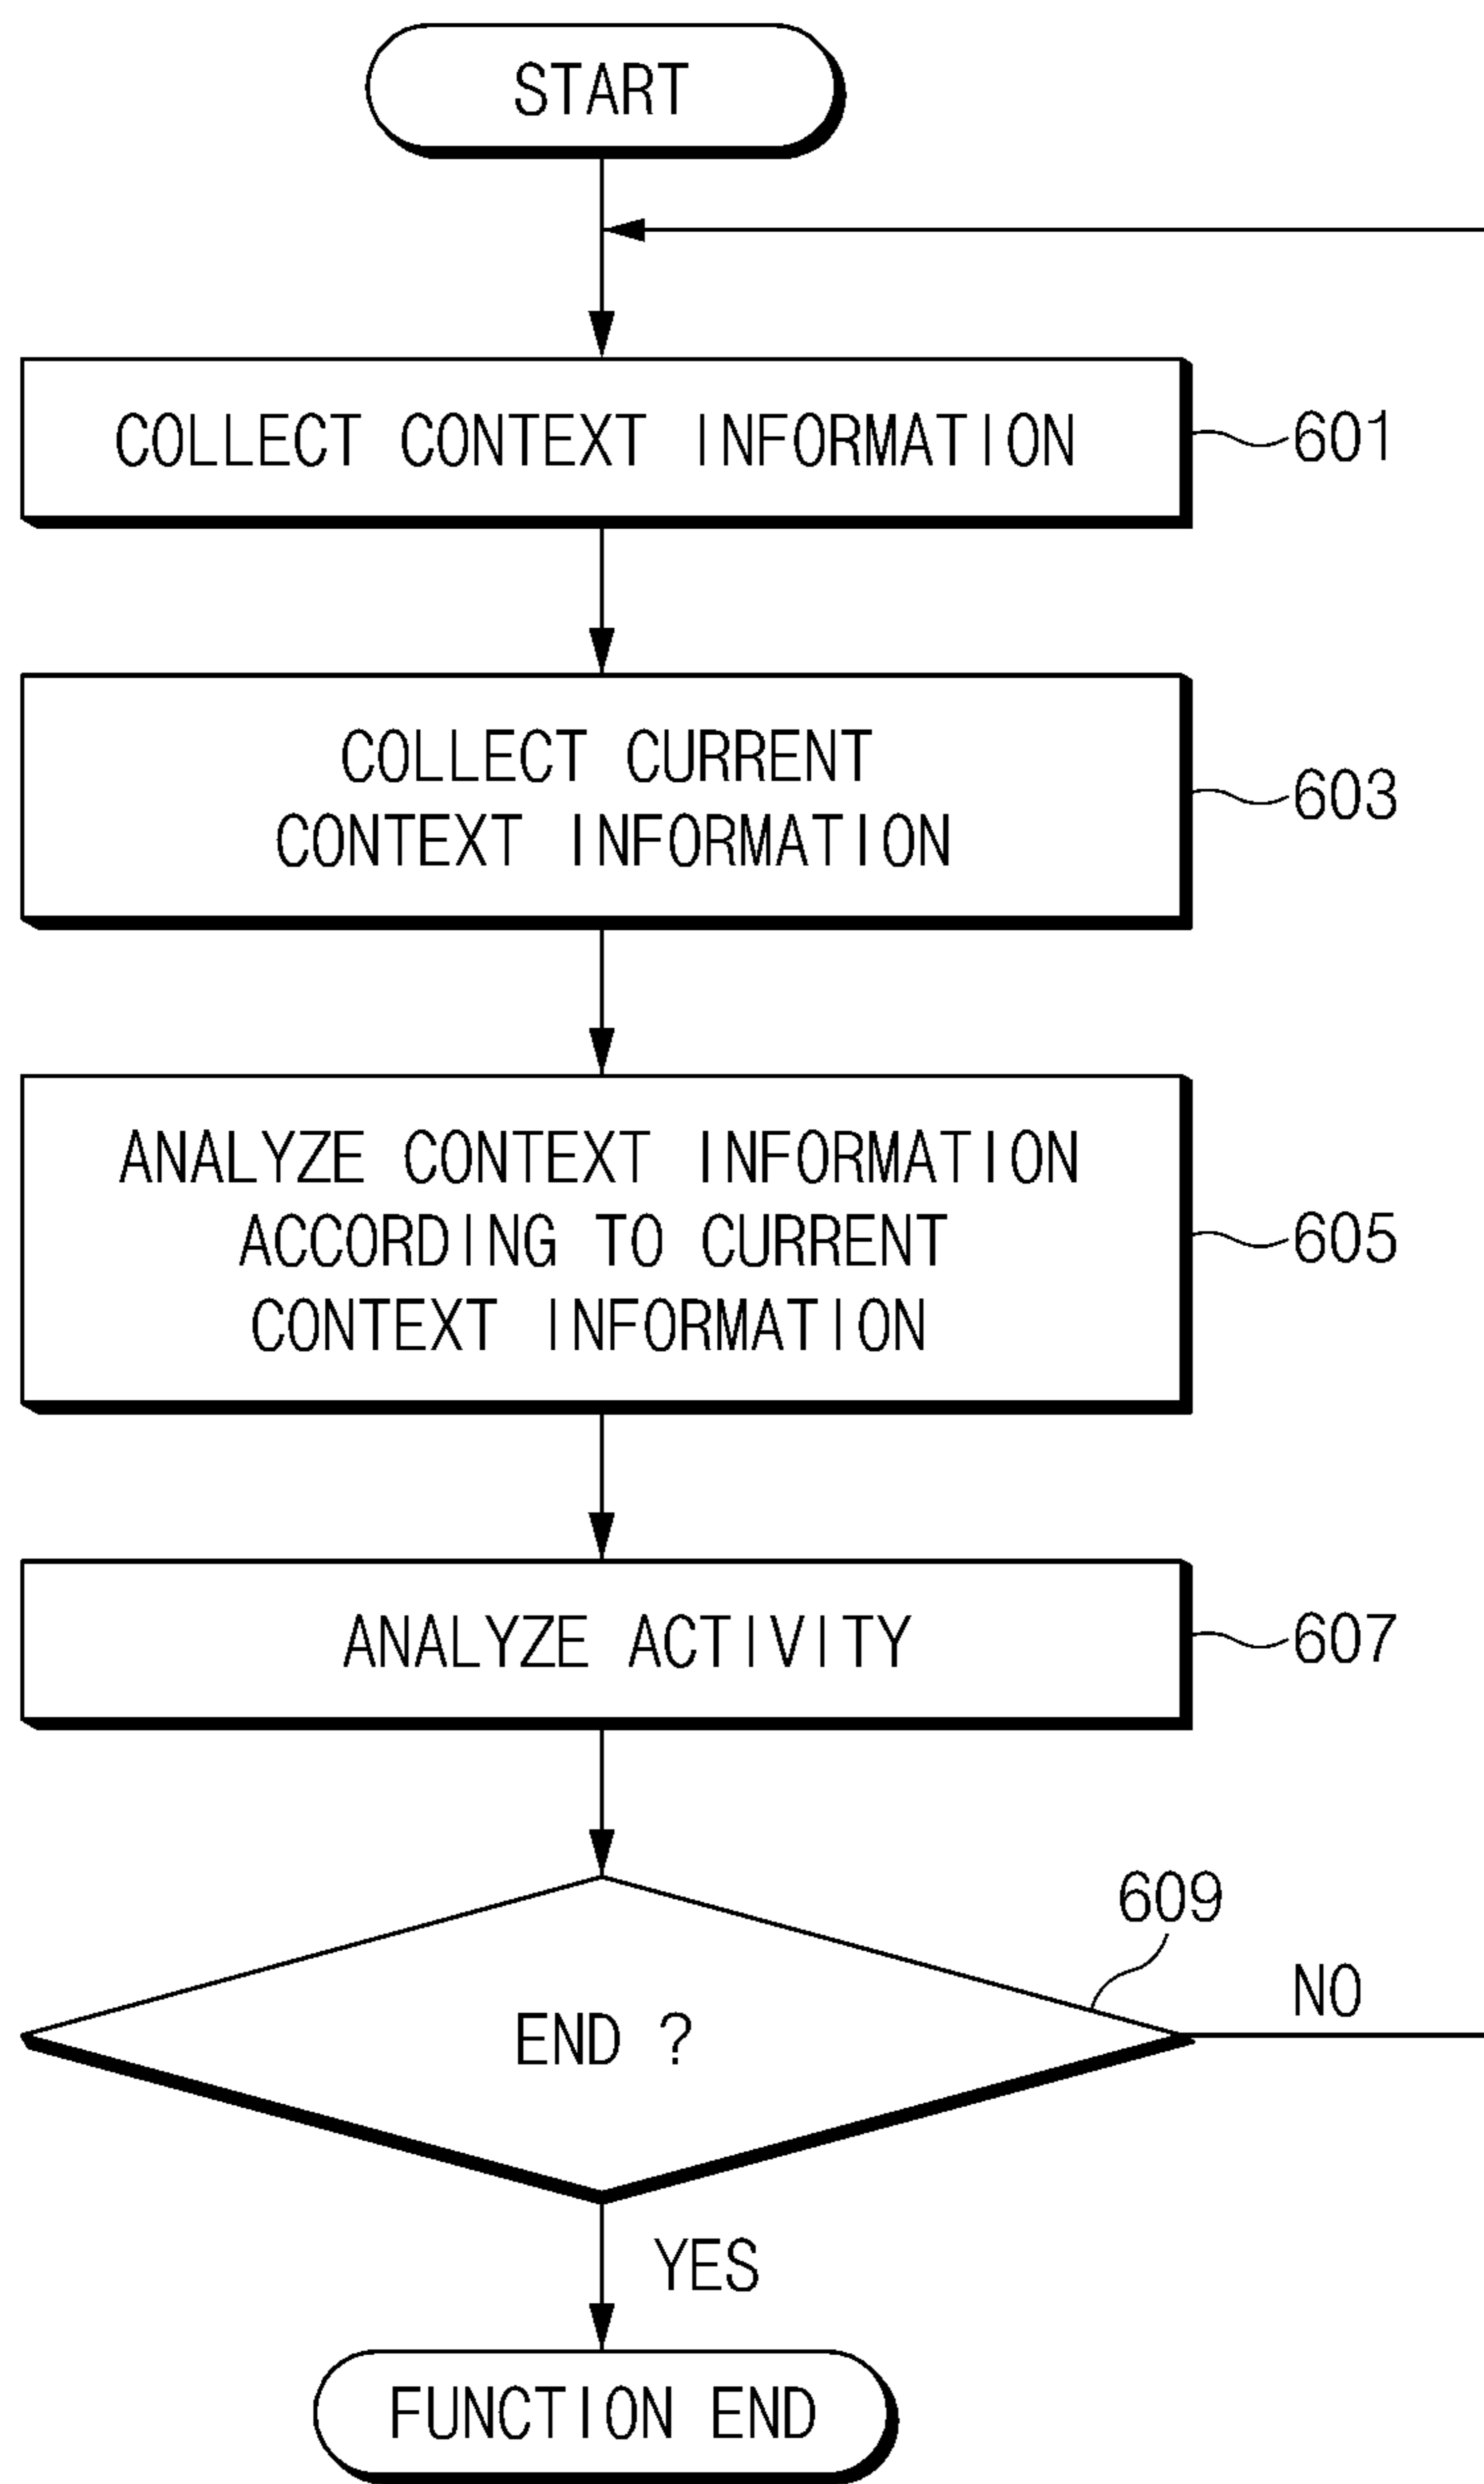 START
COLLECT CONTEXT INFORMATION
601
COLLECT CURRENT
CONTEXT INFORMATION
603
ANALYZE CONTEXT INFORMATION
ACCORDING TO CURRENT
CONTEXT INFORMATION
605
ANALYZE ACTIVITY
607
609
NO
END ?
YES
FUNCTION END